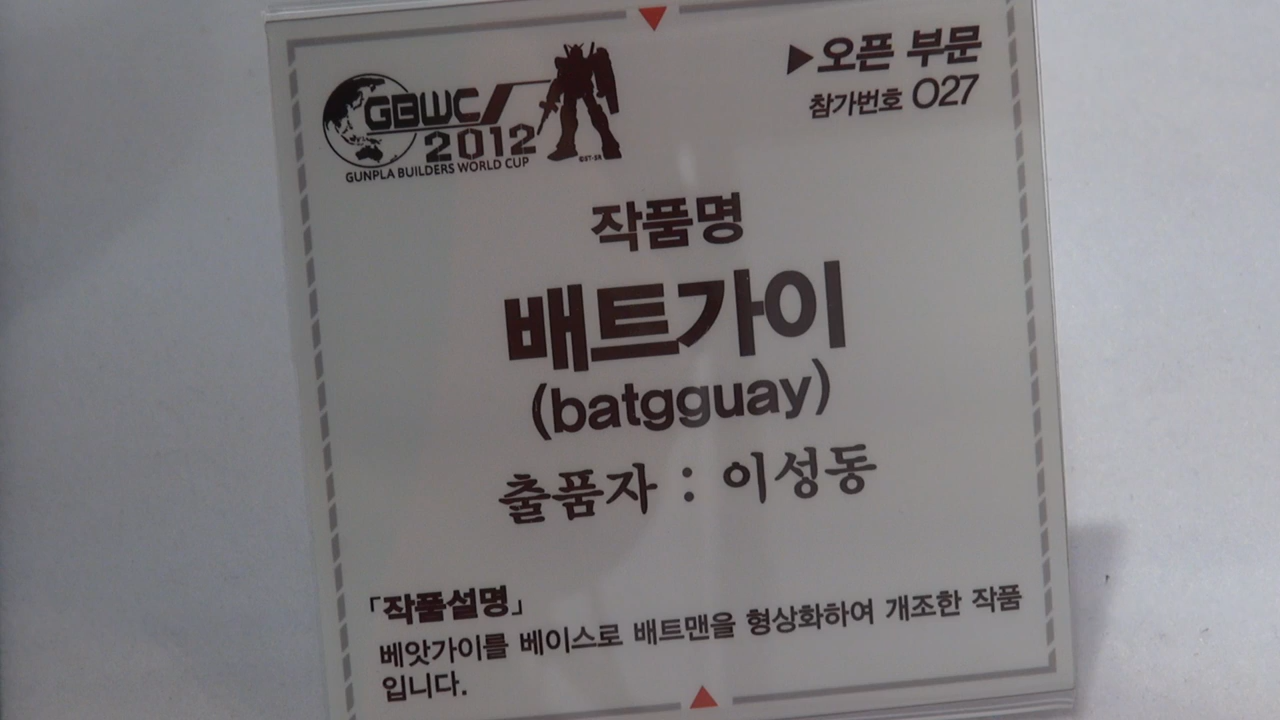 GBWC
2012
GUNPLA BUILDERS WORLD CUP
©ST·SR
▶오픈 부문
참가번호 O27
작품명
배트가이
(batgguay)
출품자 : 이성동
「작품설명」
베앗가이를 베이스로 배트맨을 형상화하여 개조한 작품
입니다.